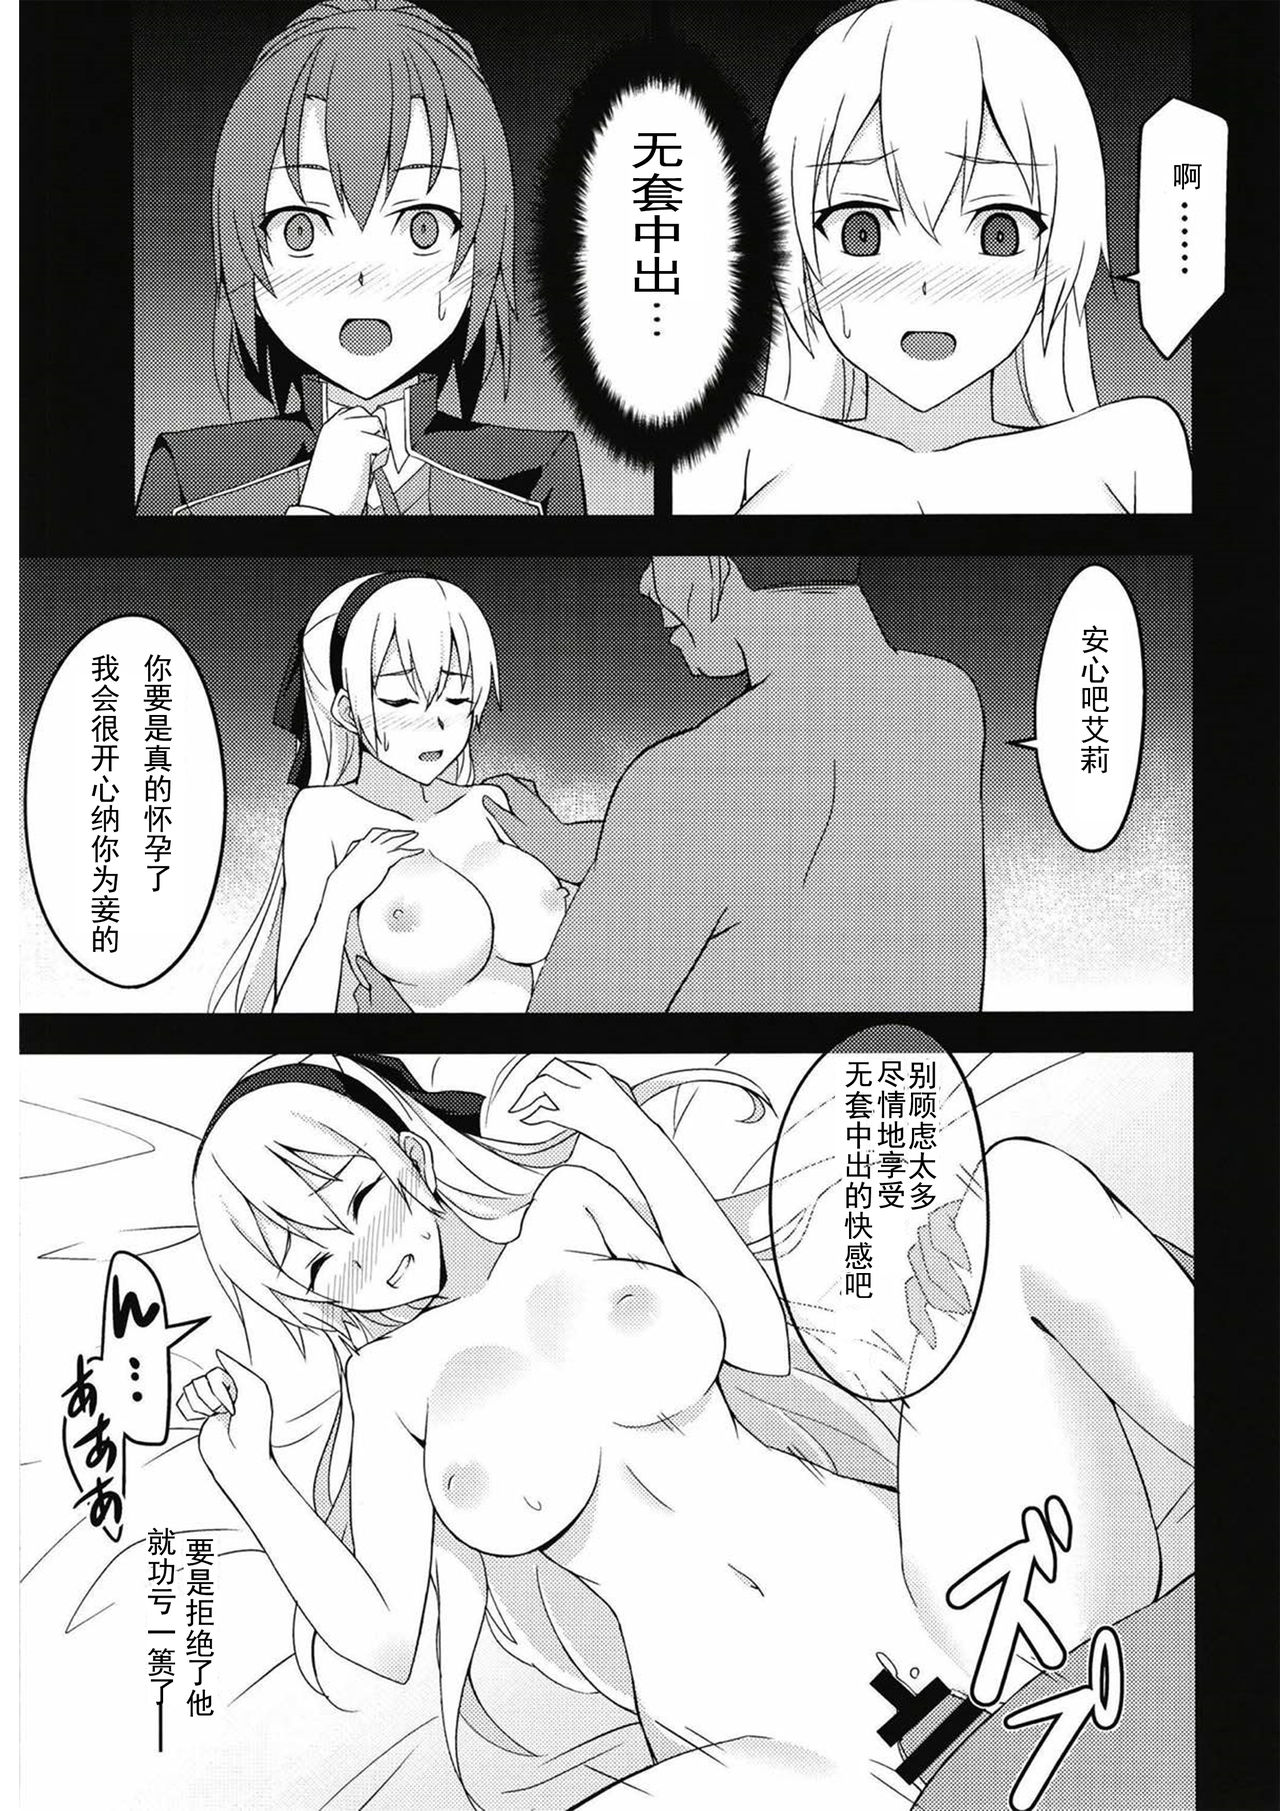 啊
……
无套中出…
安心吧艾莉
你要是真的怀孕了
我会很开心纳你为妾的
别顾虑太多
尽情地享受
无套中出的快感吧
ん…
あぁあぁ
要是拒绝了他
就功亏一篑了——
ズプ